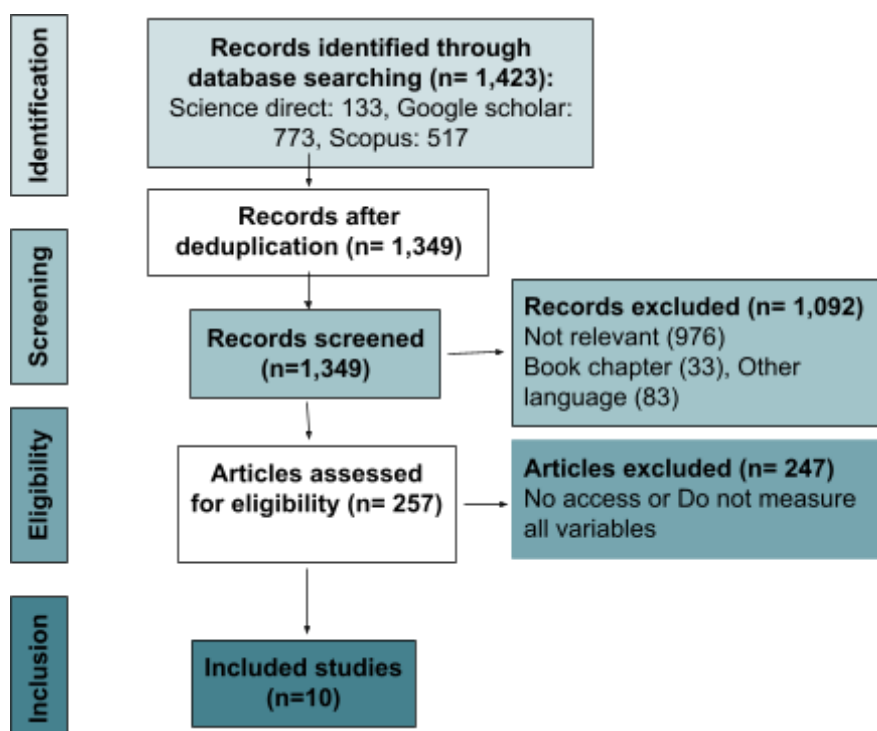 Identification
Records identified through
database searching (n= 1,423):
Science direct: 133, Google scholar:
773, Scopus: 517
Records after
deduplication (n= 1,349)
Screening
Records screened
(n=1,349)
Records excluded (n= 1,092)
Not relevant (976)
Book chapter (33), Other
language (83)
Eligibility
Articles assessed
for eligibility (n= 257)
Articles excluded (n= 247)
No access or Do not measure
all variables
Inclusion
Included studies
(n=10)